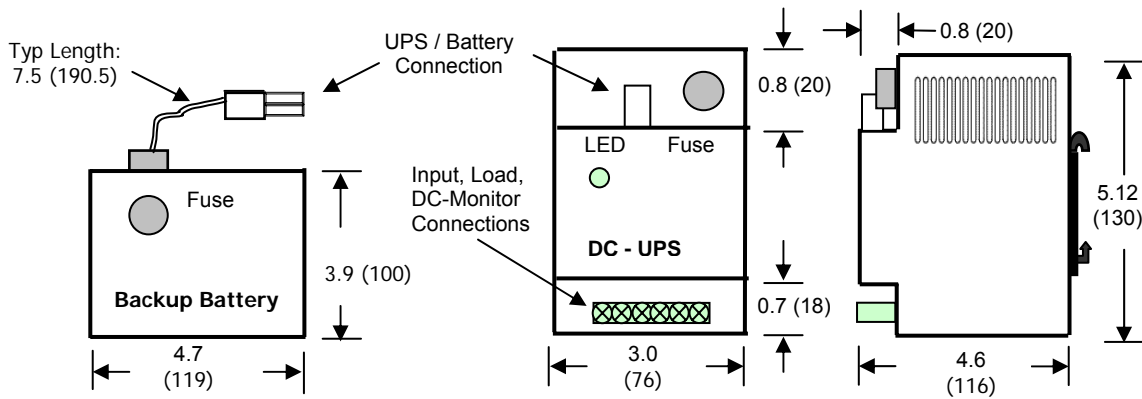 Typ Length:
7.5 (190.5)
UPS / Battery
Connection
Fuse
Backup Battery
3.9 (100)
4.7
(119)
Input, Load,
DC-Monitor
Connections
LED
Fuse
DC - UPS
0.8 (20)
0.7 (18)
3.0
(76)
0.8 (20)
5.12
(130)
4.6
(116)